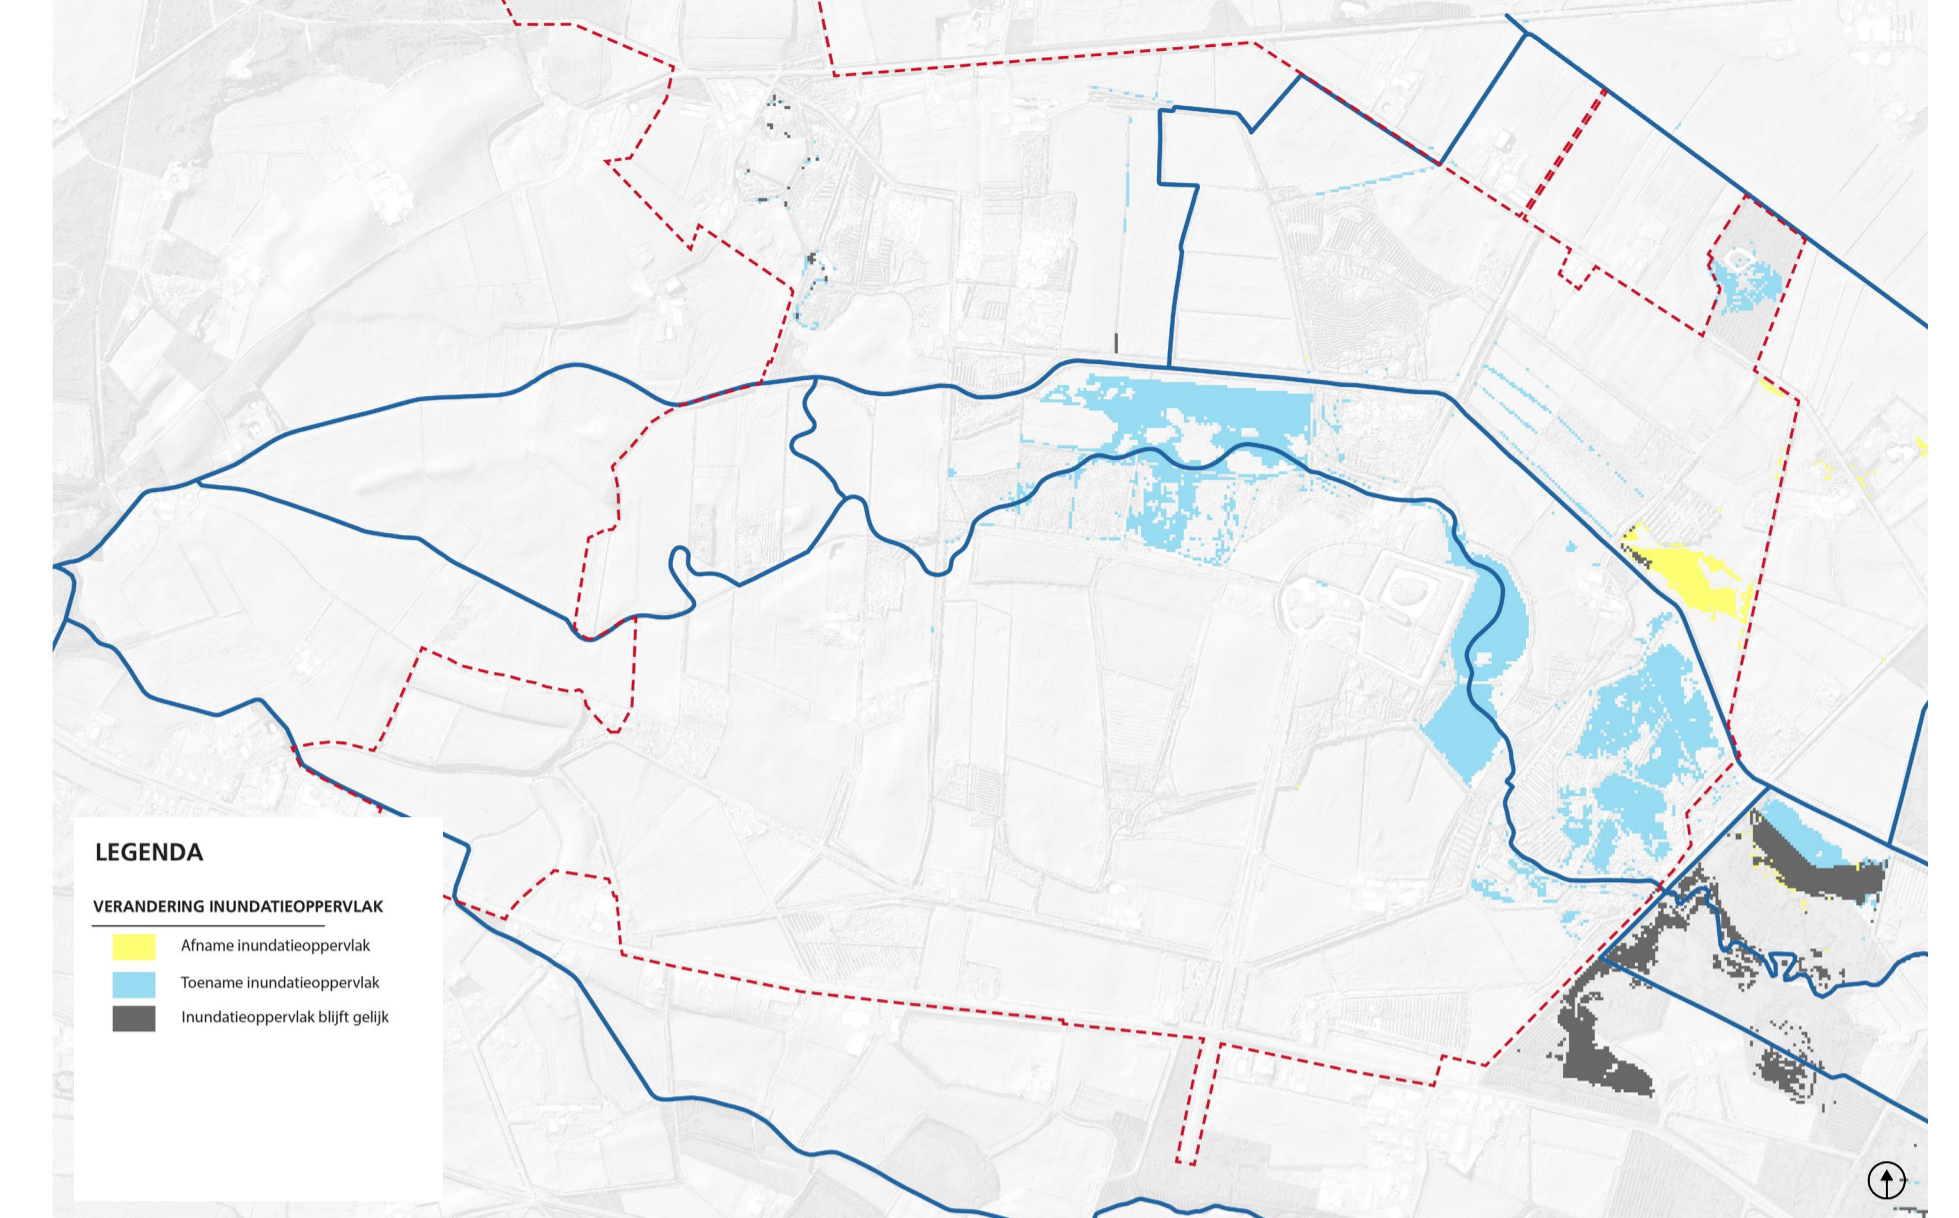 LEGENDA
VERANDERING INUNDATIEOPPERVLAK
Afname inundatieoppervlak
Toename inundatieoppervlak
Inundatieoppervlak blijft gelijk